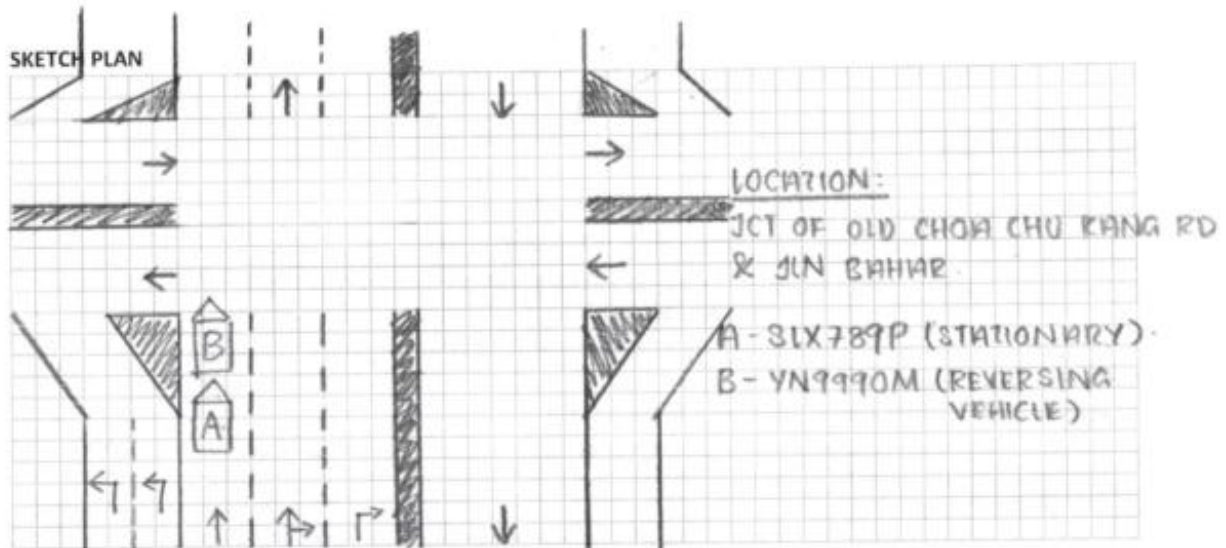 SKETCH PLAN
LOCATION:
JCT OF OLD CHOA CHU KANG RD
& JLN BAHAR
A - SLX789P (STATIONARY).
B - YN9990M (REVERSING
VEHICLE)
B
A